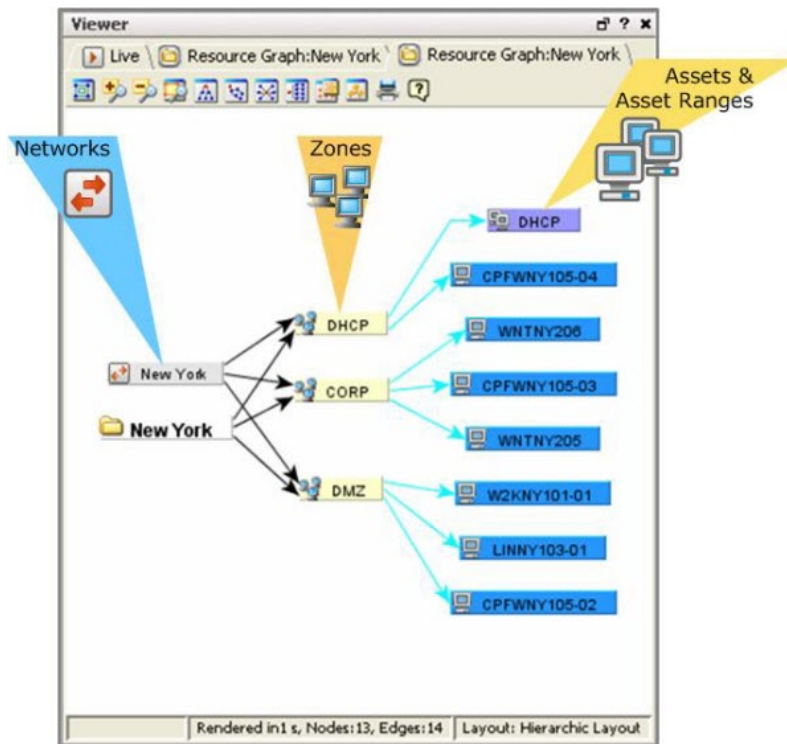 Viewer
Live
Resource Graph:New York
Resource Graph:New York
Assets &
Asset Ranges
Networks
Zones
DHCP
CPFWNY105-04
DHCP
WNTNY206
New York
CORP
CPFWNY105-03
New York
WNTNY205
DMZ
W2KNY101-01
LINNY103-01
CPFWNY105-02
Rendered in1 s, Nodes:13, Edges:14
Layout: Hierarchic Layout